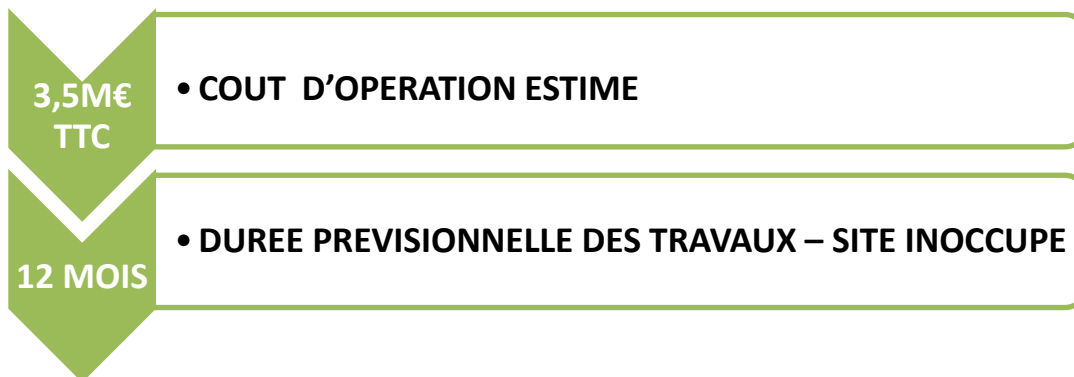 3,5M€
TTC
• COUT  D’OPERATION ESTIME
12 MOIS
• DUREE PREVISIONNELLE DES TRAVAUX – SITE INOCCUPE